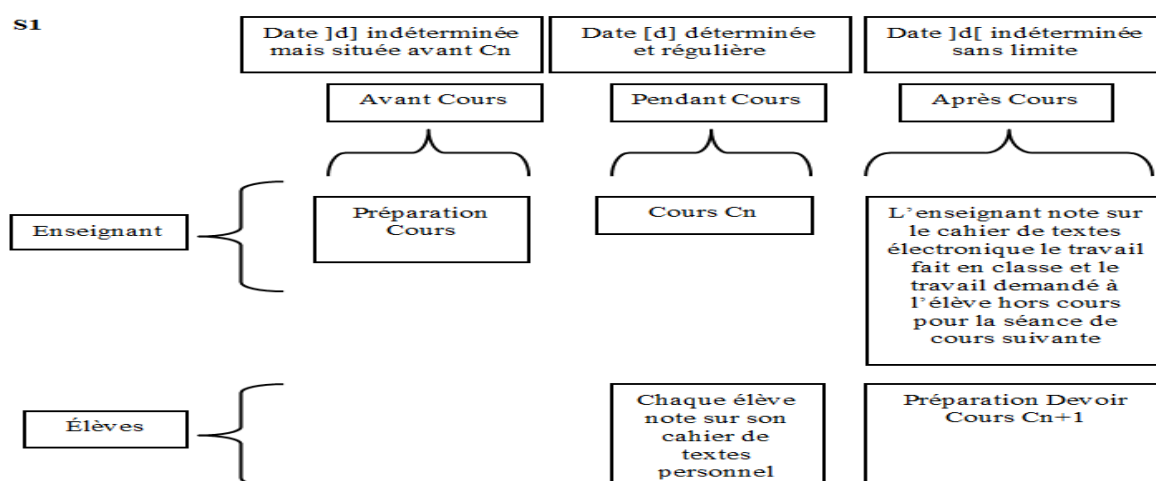 S1
Date ]d] indéterminée
mais située avant Cn
Date [d] déterminée
et régulière
Date ]d[ indéterminée
sans limite
Avant Cours
Pendant Cours
Après Cours
Enseignant
Préparation
Cours
Cours Cn
L'enseignant note sur
le cahier de textes
électronique le travail
fait en classe et le
travail demandé à
l'élève hors cours
pour la séance de
cours suivante
Élèves
Chaque élève
note sur son
cahier de
textes
personnel
Préparation Devoir
Cours Cn+1